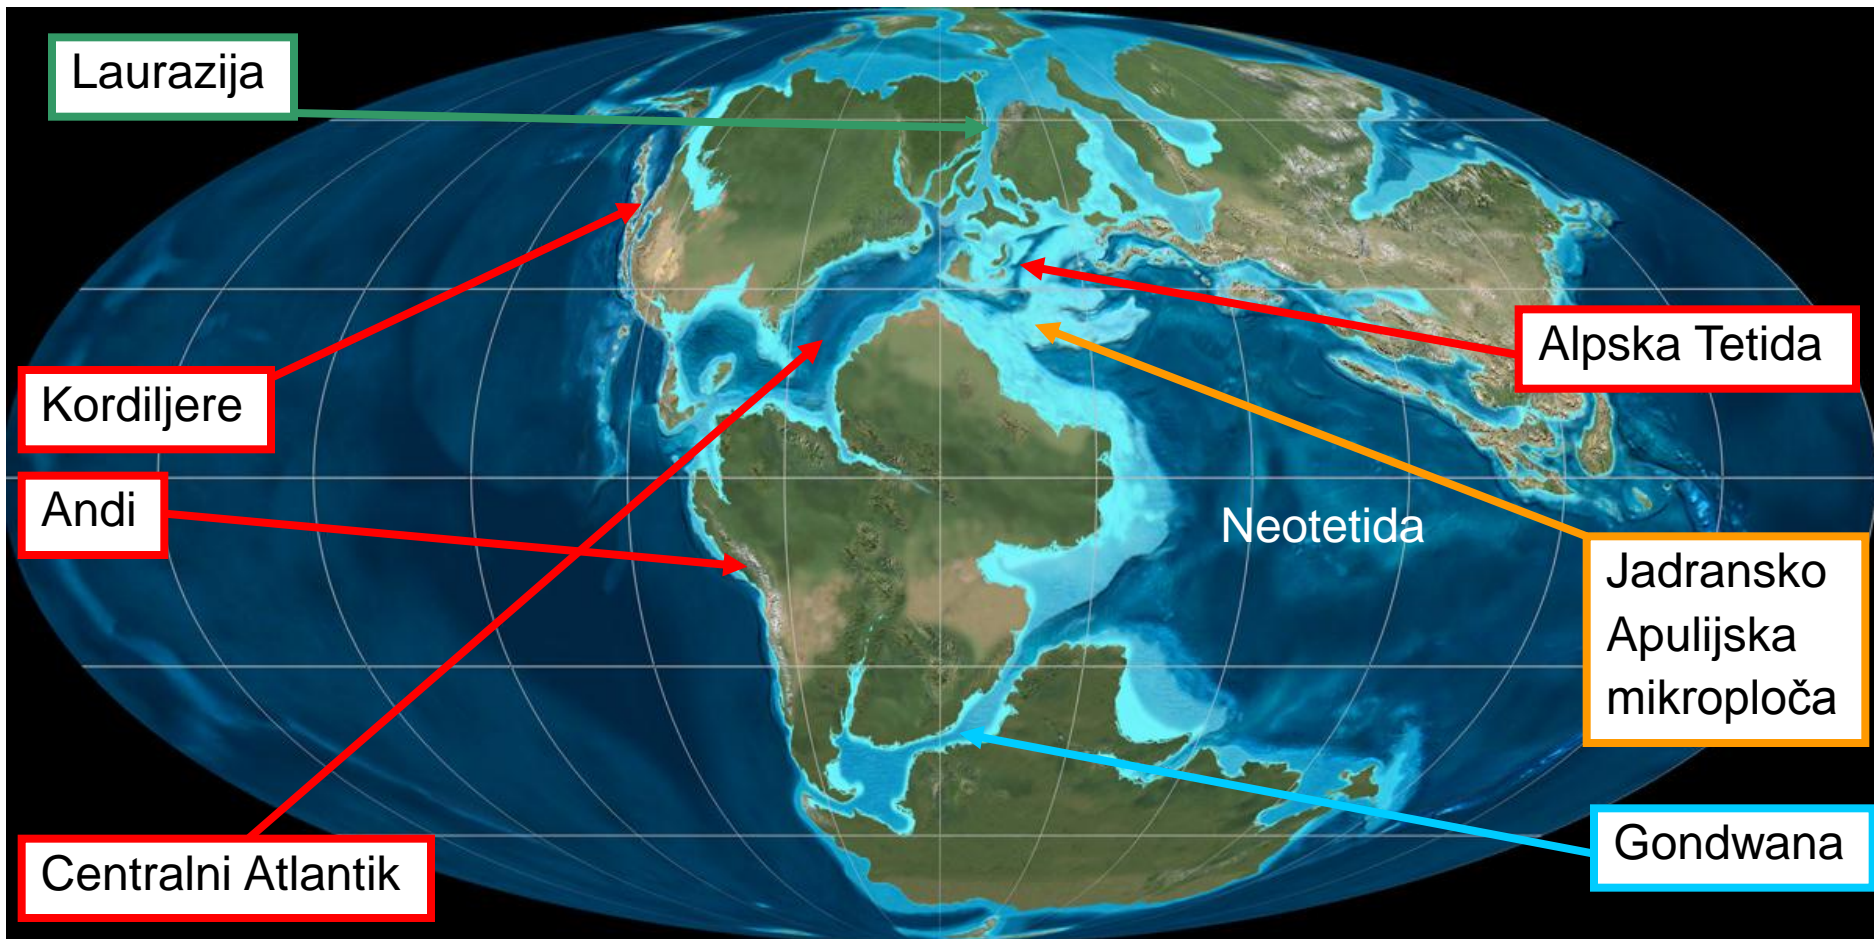 Laurazija
Alpska Tetida
Kordiljere
Andi
Neotetida
Jadransko
Apulijska
mikroploča
Gondwana
Centralni Atlantik